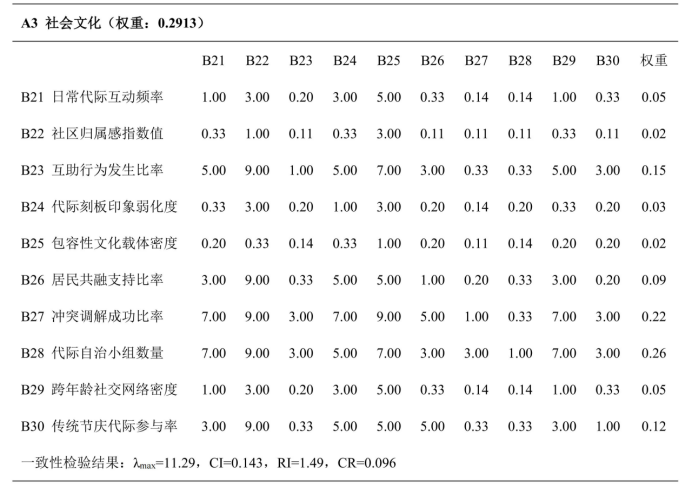 A3 社会文化（权重：0.2913）
B21 B22 B23 B24 B25 B26 B27 B28 B29 B30 权重
B21 日常代际互动频率 1.00 3.00 0.20 3.00 5.00 0.33 0.14 0.14 1.00 0.33 0.05
B22 社区归属感指数值 0.33 1.00 0.11 0.33 3.00 0.11 0.11 0.11 0.33 0.11 0.02
B23 互助行为发生比率 5.00 9.00 1.00 5.00 7.00 3.00 0.33 0.33 5.00 3.00 0.15
B24 代际刻板印象弱化度 0.33 3.00 0.20 1.00 3.00 0.20 0.14 0.20 0.33 0.20 0.03
B25 包容性文化载体密度 0.20 0.33 0.14 0.33 1.00 0.20 0.11 0.14 0.20 0.20 0.02
B26 居民共融支持比率 3.00 9.00 0.33 5.00 5.00 1.00 0.20 0.33 3.00 0.20 0.09
B27 冲突调解成功比率 7.00 9.00 3.00 7.00 9.00 5.00 1.00 0.33 7.00 3.00 0.22
B28 代际自治小组数量 7.00 9.00 3.00 5.00 7.00 3.00 3.00 1.00 7.00 3.00 0.26
B29 跨年龄社交网络密度 1.00 3.00 0.20 3.00 5.00 0.33 0.14 0.14 1.00 0.33 0.05
B30 传统节庆代际参与率 3.00 9.00 0.33 5.00 5.00 5.00 0.33 0.33 3.00 1.00 0.12
一致性检验结果：λmax=11.29，CI=0.143，RI=1.49，CR=0.096